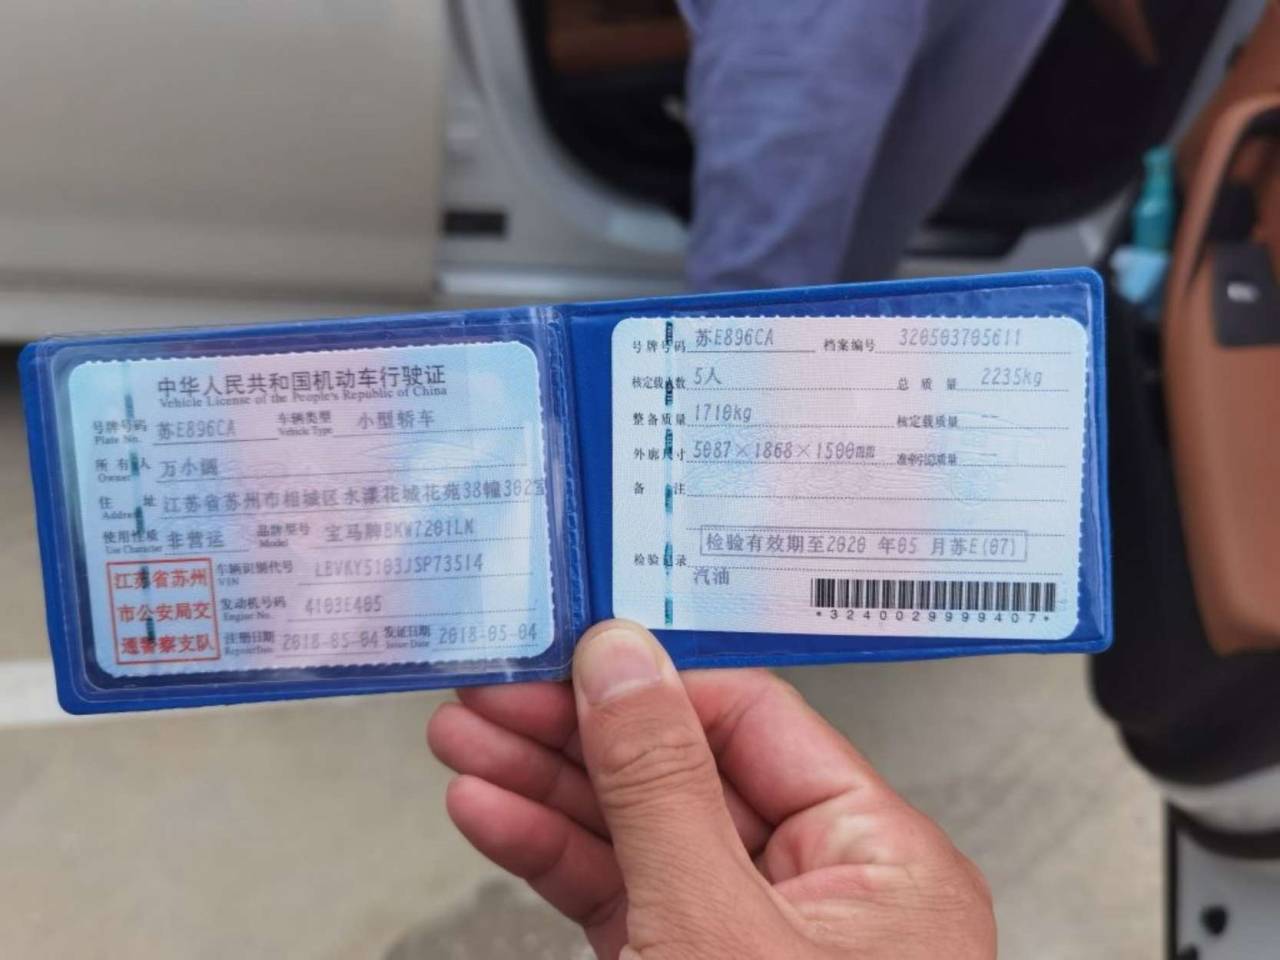 中华人民共和国机动车行驶证
Vehicle License of the People's Republic of China
号牌号码 苏E896CA 车辆类型 小型轿车
Plate No. Vehicle Type
所有人 万小
Owner
住址 江苏省苏州市相城区水漾花城花苑38幢302室
Address
使用性质 非营运 品牌型号 宝马牌BMW7201LM
Use Character Model
江苏省苏州
市公安局交
通警察支队
车辆识别代号 LBVKY5103JSP73514
VIN
发动机号码 4103E405
Engine No.
注册日期 2018-05-04 发证日期 2018-05-04
Register Date Issue Date
号牌号码 苏E896CA 档案编号 320503705611
核定载人数 5人 总质量 2235kg
整备质量 1710kg 核定载质量 --
外廓尺寸 5087×1868×1500mm 准牵引总质量 --
备注
检验有效期至2020 年05 月苏E(07)
检验记录
汽油
*3240029999407*